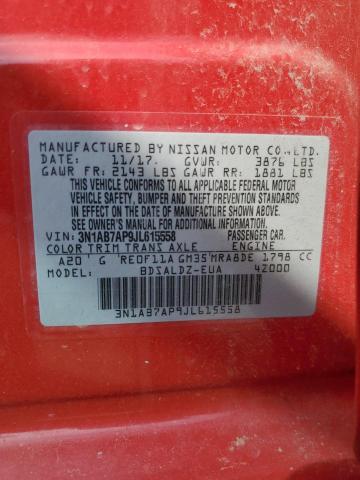 MANUFACTURED BY NISSAN MOTOR CO.,LTD.
DATE: 11/17. GVWR: 3876 LBS
GAWR FR: 2143 LBS GAWR RR: 1881 LBS
THIS VEHICLE CONFORMS TO ALL APPLICABLE FEDERAL MOTOR
VEHICLE SAFETY, BUMPER, AND THEFT PREVENTION STANDARDS
IN EFFECT ON THE DATE OF MANUFACTURE SHOWN ABOVE.
SEE OWNER'S MANUAL FOR ADDITIONAL INFORMATION.
VIN: 3N1AB7AP9JL615558 PASSENGER CAR.
COLOR TRIM TRANS AXLE ENGINE
A20 G RE0F11A GM35 MRA8DE 1798 CC
MODEL: BDSALDZ-EUA 42000
3N1AB7AP9JL615558